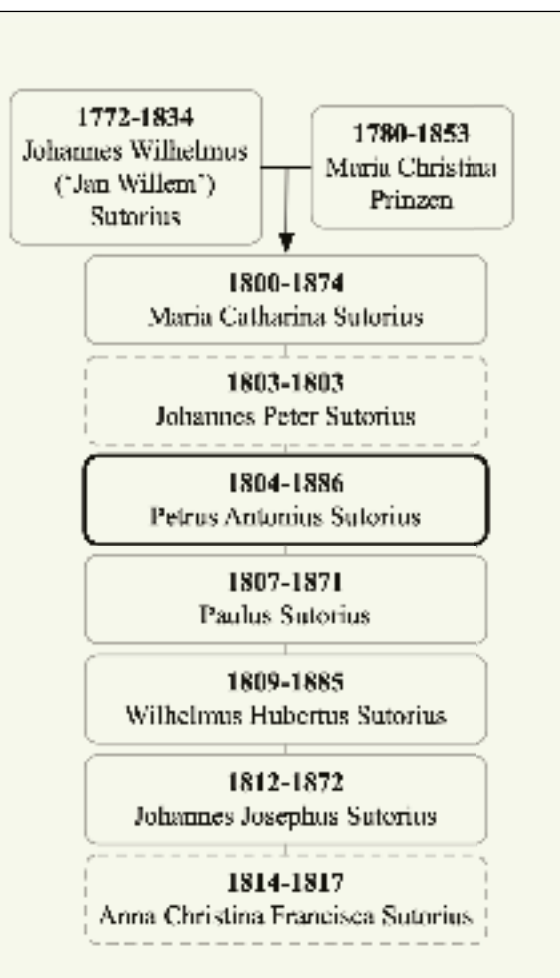 1772-1834
Johannes Wilhelmus
("Jan Willem")
Sutorius
1780-1853
Maria Christina
Prinzen
1800-1874
Maria Catharina Sutorius
1803-1803
Johannes Peter Sutorius
1804-1886
Petrus Antonius Sutorius
1807-1871
Paulus Sutorius
1809-1885
Wilhelmus Hubertus Sutorius
1812-1872
Johannes Josephus Sutorius
1814-1817
Anna Christina Francisca Sutorius